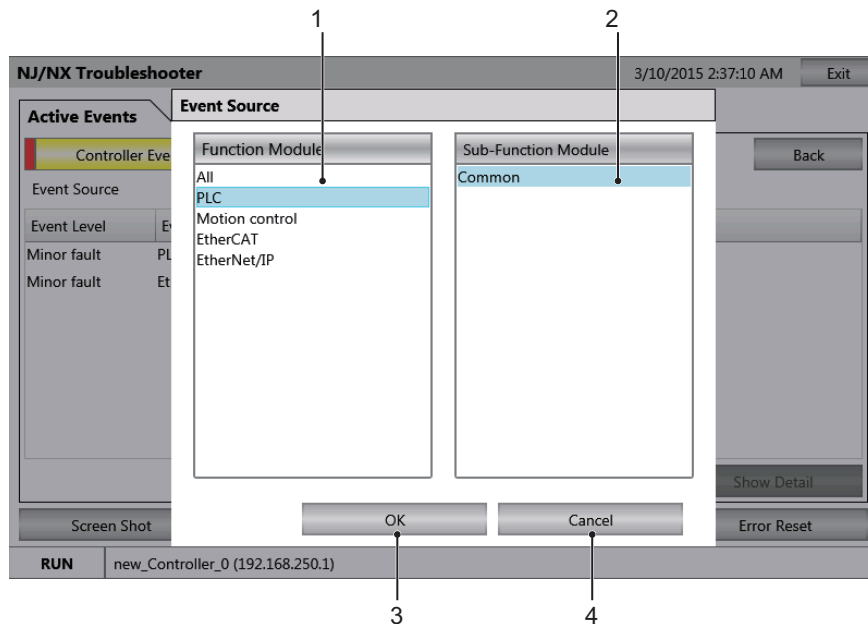 1
2
NJ/NX Troubleshooter
3/10/2015 2:37:10 AM
Exit
Active Events
Event Source
Controller Eve
Function Module
Sub-Function Module
Back
Event Source
All
Common
PLC
Event Level
Ev
Motion control
EtherCAT
Minor fault
PL
EtherNet/IP
Minor fault
Et
Show Detail
Screen Shot
OK
Cancel
Error Reset
RUN
new_Controller_0 (192.168.250.1)
3
4